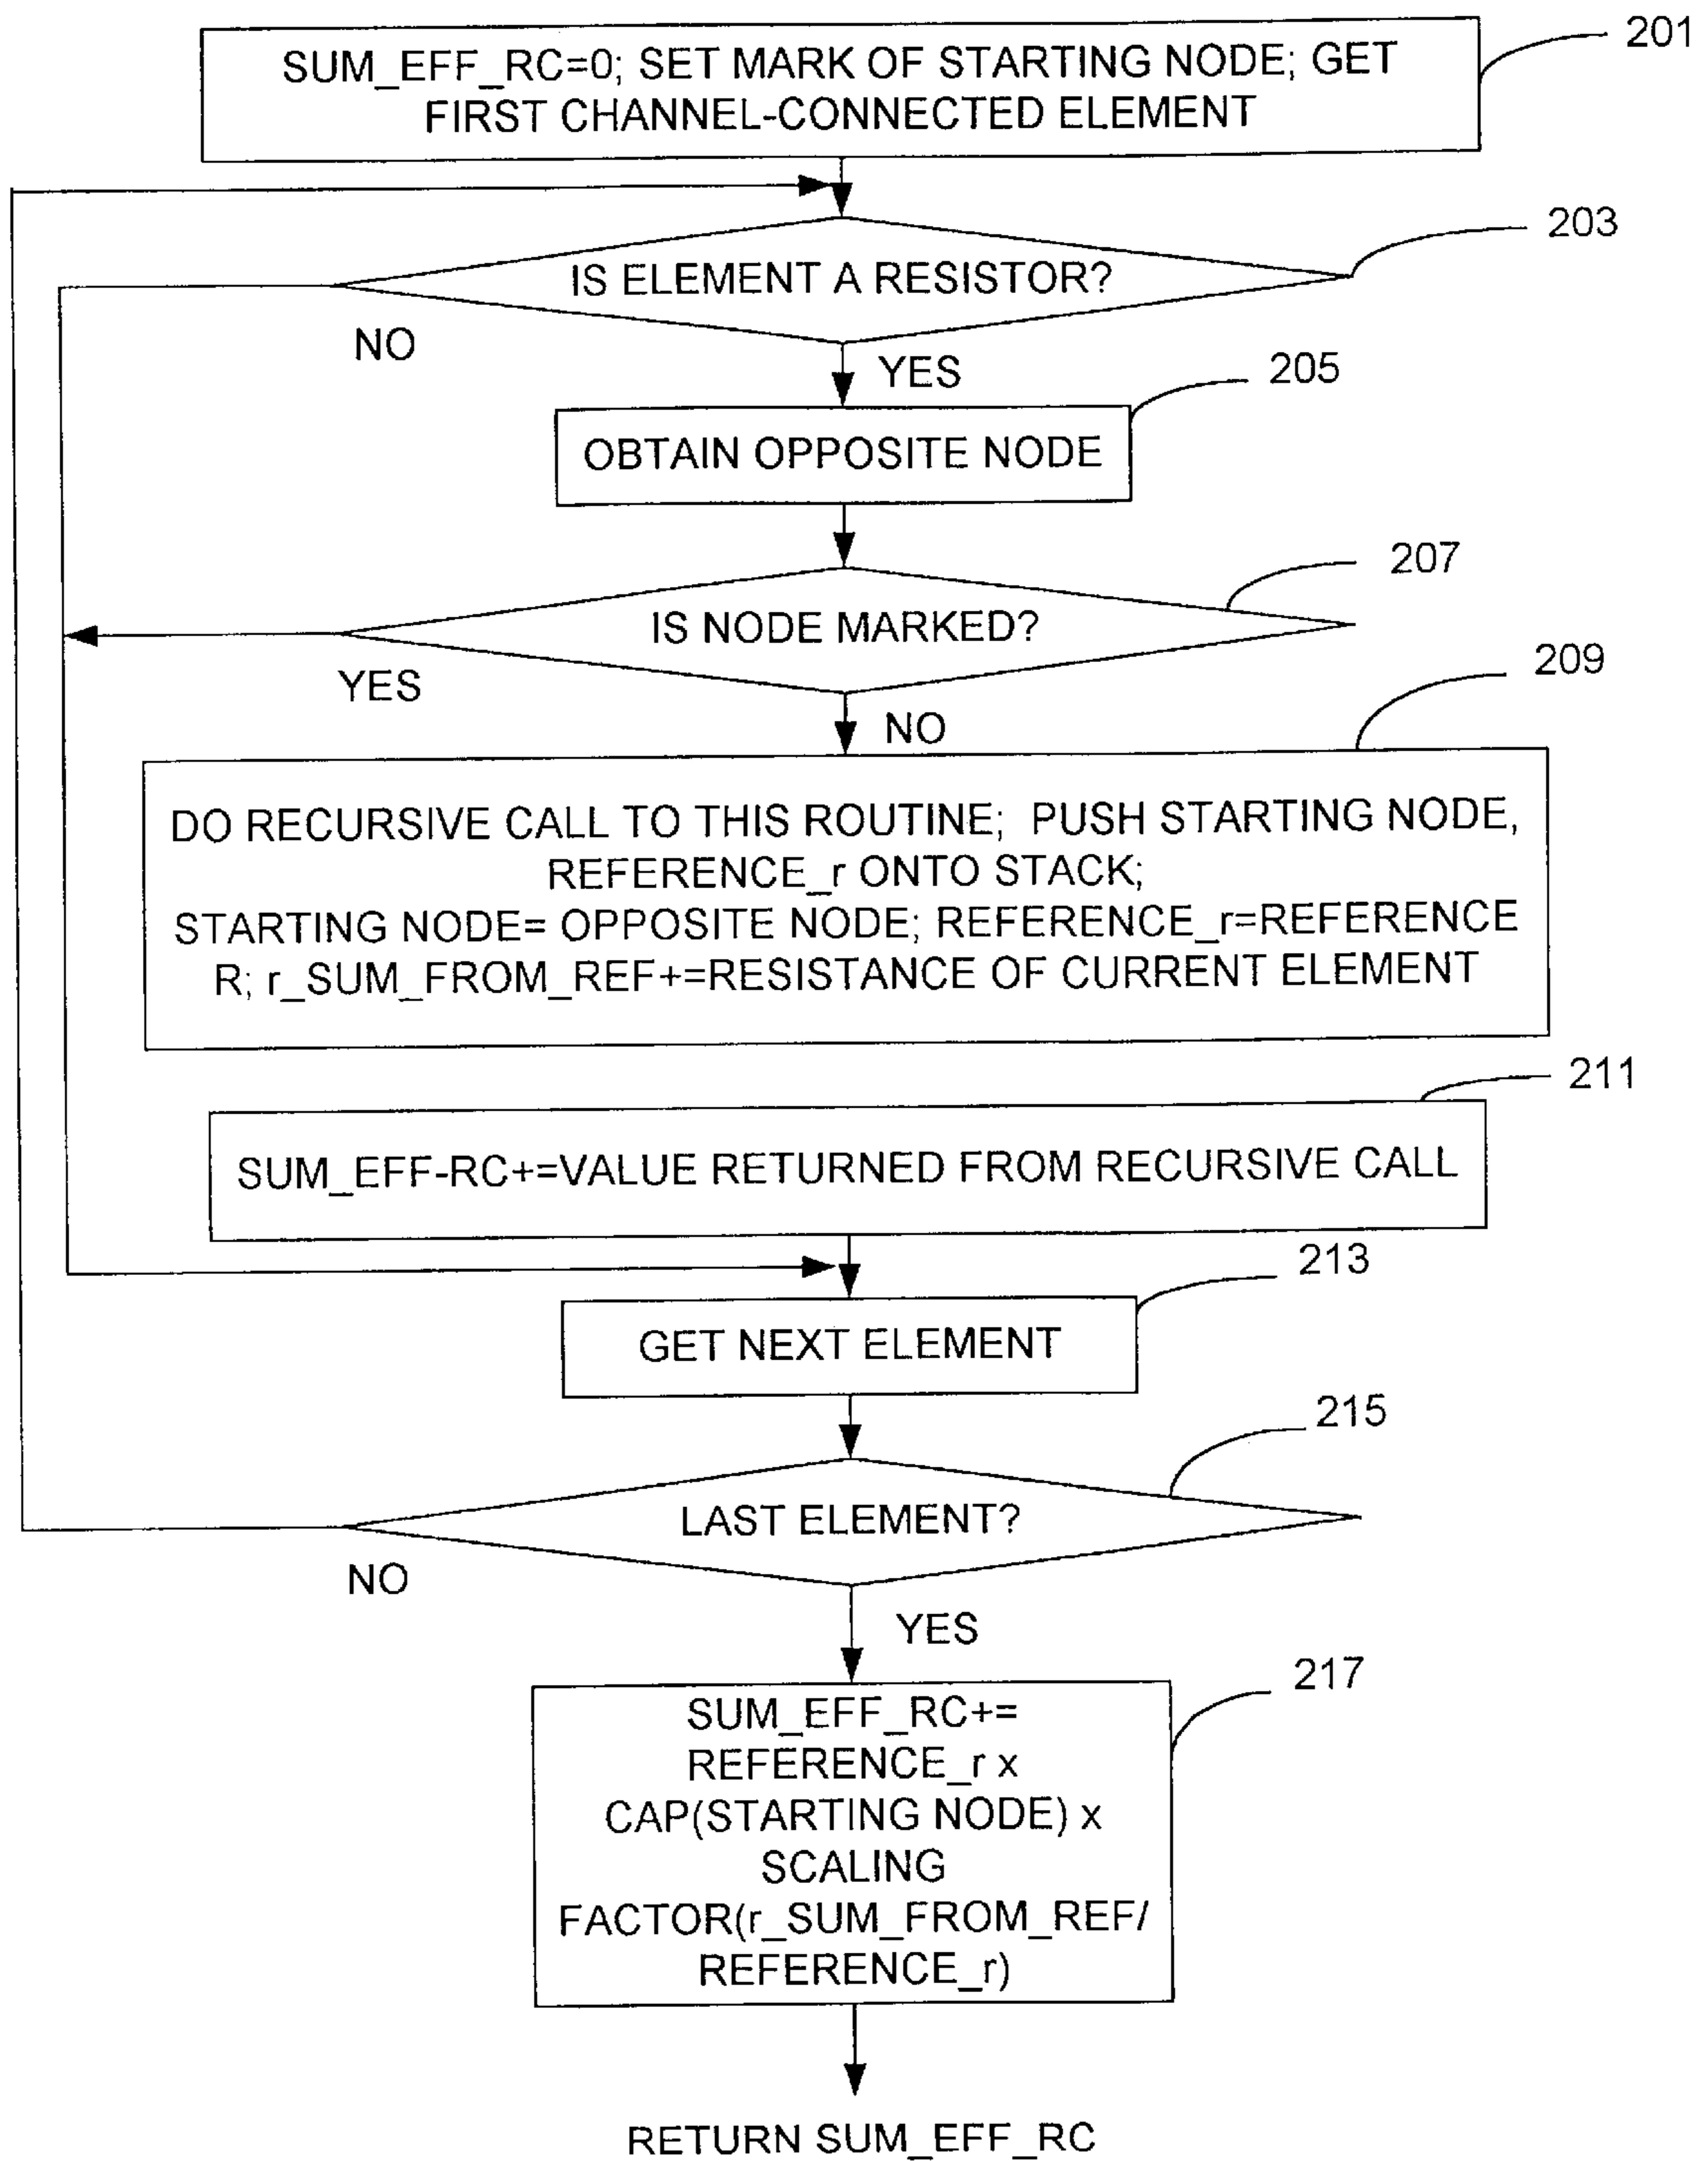 201
SUM_EFF_RC=0; SET MARK OF STARTING NODE; GET
FIRST CHANNEL-CONNECTED ELEMENT
203
IS ELEMENT A RESISTOR?
NO
YES
205
OBTAIN OPPOSITE NODE
207
IS NODE MARKED?
YES
209
NO
DO RECURSIVE CALL TO THIS ROUTINE; PUSH STARTING NODE,
REFERENCE_r ONTO STACK;
STARTING NODE= OPPOSITE NODE; REFERENCE_r=REFERENCE
R; r_SUM_FROM_REF+=RESISTANCE OF CURRENT ELEMENT
211
SUM_EFF-RC+=VALUE RETURNED FROM RECURSIVE CALL
213
GET NEXT ELEMENT
215
LAST ELEMENT?
NO
YES
217
SUM_EFF_RC+=
REFERENCE_r x
CAP(STARTING NODE) x
SCALING
FACTOR(r_SUM_FROM_REF/
REFERENCE_r)
RETURN SUM_EFF_RC